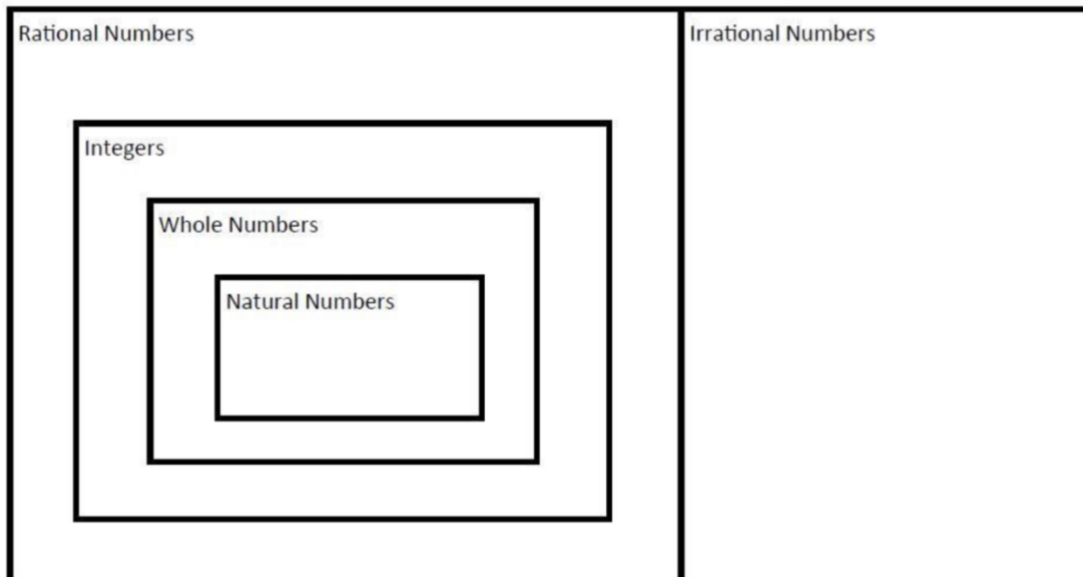 Rational Numbers
Irrational Numbers
Integers
Whole Numbers
Natural Numbers